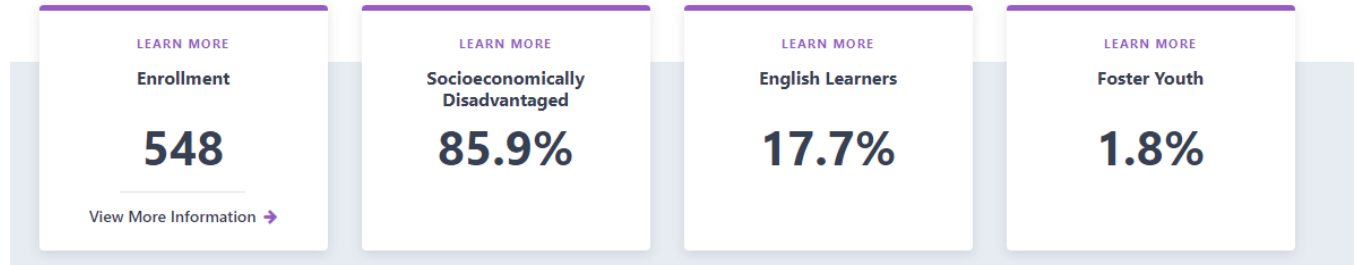 LEARN MORE
Enrollment
548
View More Information
LEARN MORE
Socioeconomically
Disadvantaged
85.9%
LEARN MORE
English Learners
17.7%
LEARN MORE
Foster Youth
1.8%